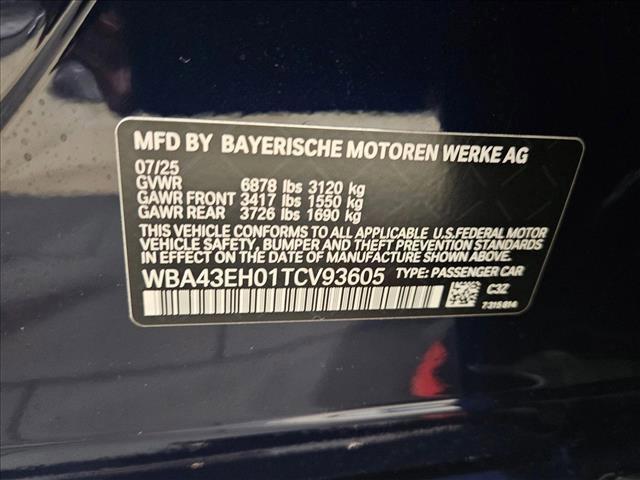 MFD BY BAYERISCHE MOTOREN WERKE AG
07/25
GVWR 6878 lbs 3120 kg
GAWR FRONT 3417 lbs 1550 kg
GAWR REAR 3726 lbs 1690 kg
THIS VEHICLE CONFORMS TO ALL APPLICABLE U.S.FEDERAL MOTOR
VEHICLE SAFETY, BUMPER AND THEFT PREVENTION STANDARDS
IN EFFECT ON THE DATE OF MANUFACTURE SHOWN ABOVE.
WBA43EH01TCV93605 TYPE: PASSENGER CAR
C3Z
7315814